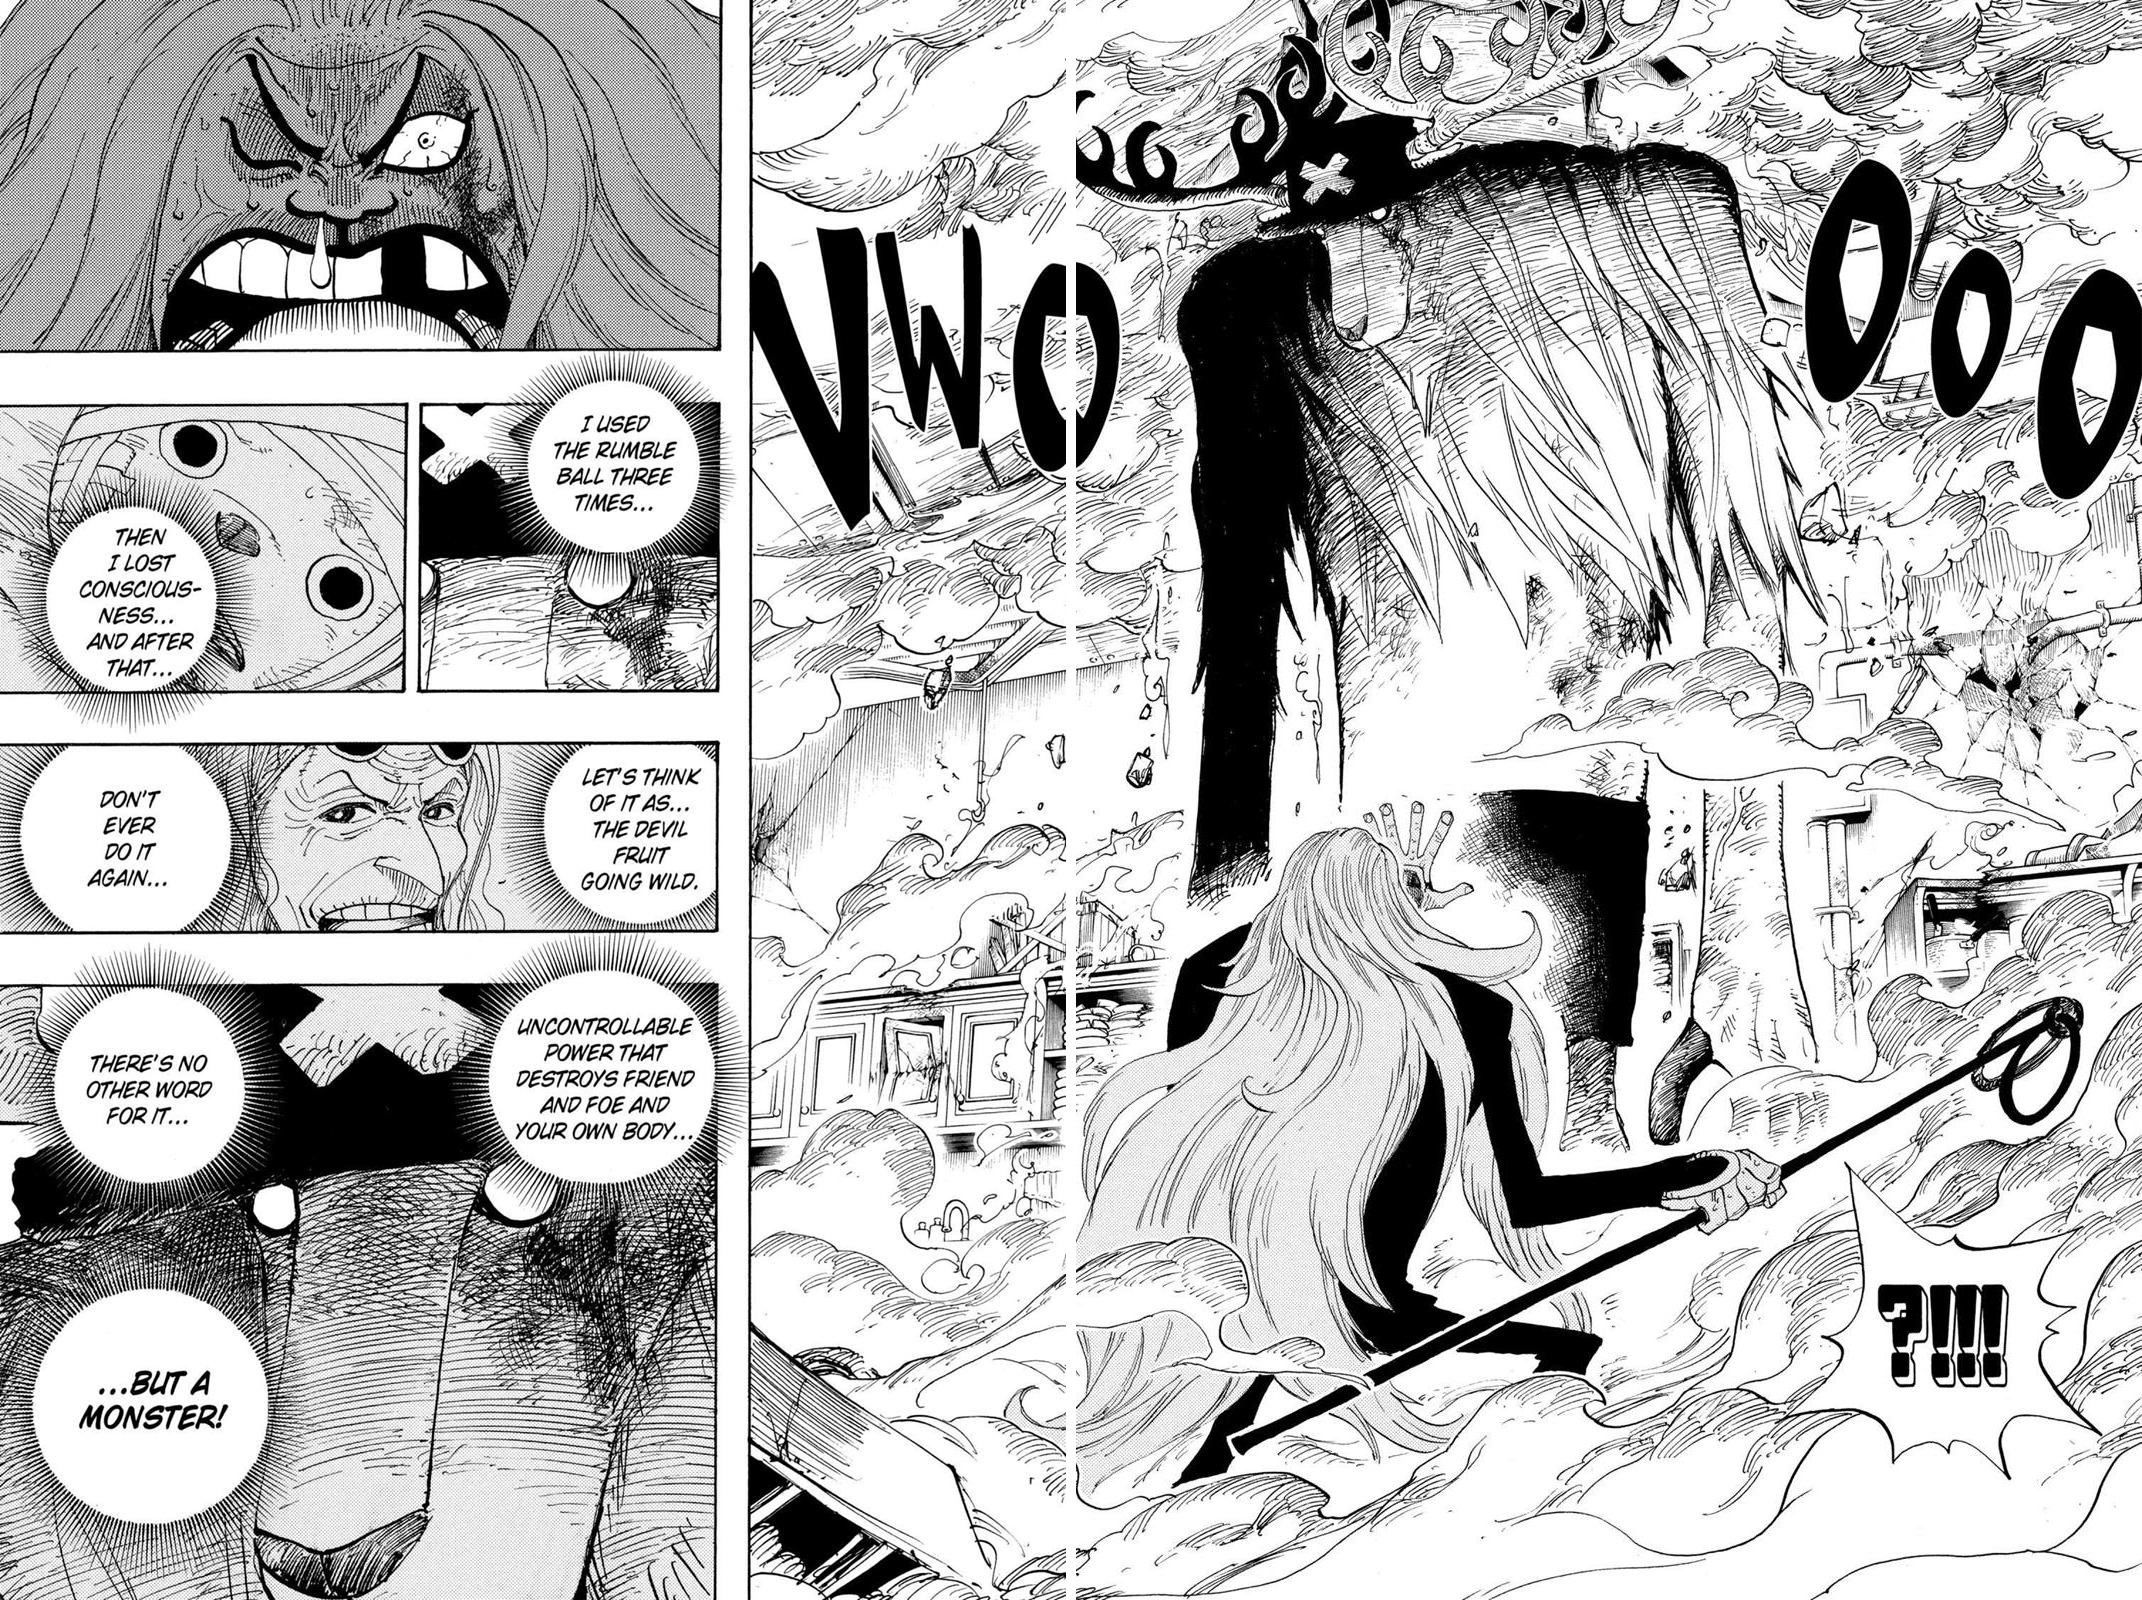 VWO
OOO
?!!!
I USED
THE RUMBLE
BALL THREE
TIMES...
THEN
I LOST
CONSCIOUS-
NESS...
AND AFTER
THAT...
LET'S THINK
OF IT AS...
THE DEVIL
FRUIT
GOING WILD.
DON'T
EVER
DO IT
AGAIN...
UNCONTROLLABLE
POWER THAT
DESTROYS FRIEND
AND FOE AND
YOUR OWN BODY...
THERE'S NO
OTHER WORD
FOR IT...
...BUT A
MONSTER!